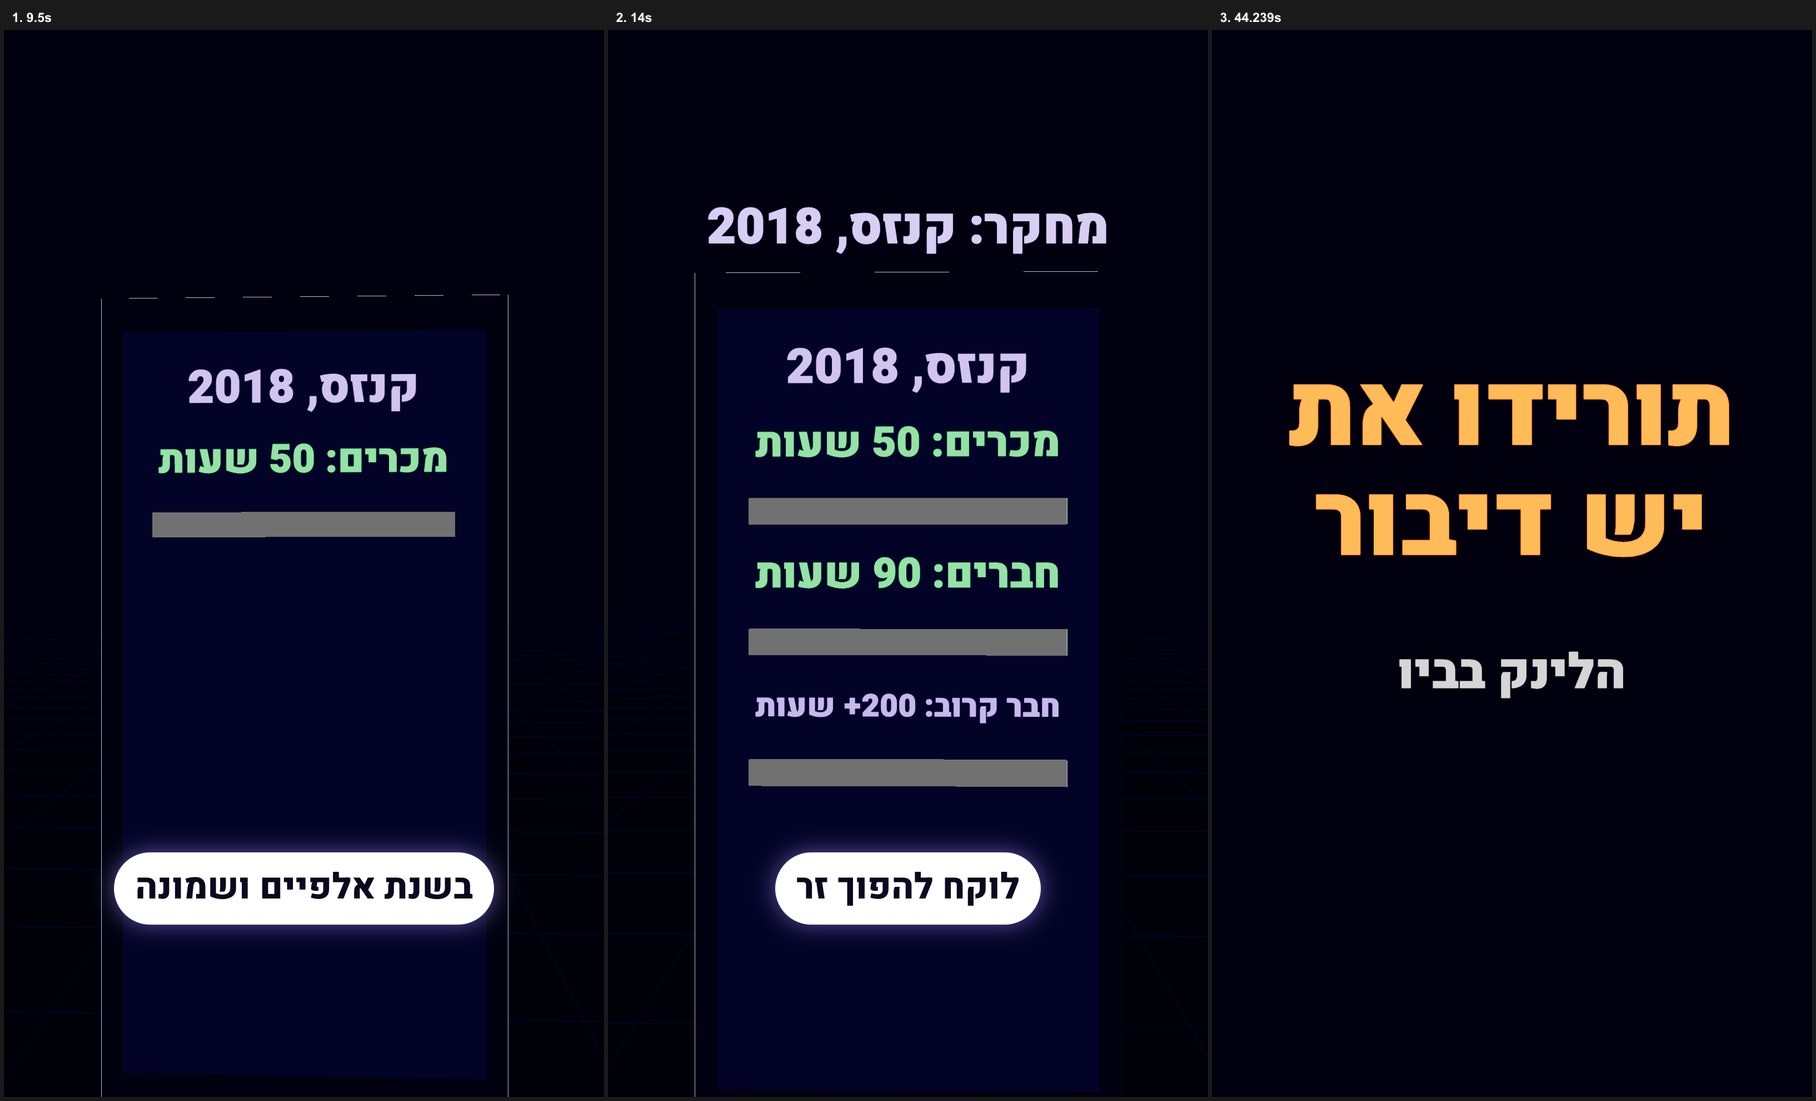 1. 9.5s
קנזס, 2018
מכרים: 50 שעות
בשנת אלפיים ושמונה
2. 14s
מחקר: קנזס, 2018
קנזס, 2018
מכרים: 50 שעות
חברים: 90 שעות
חבר קרוב: 200+ שעות
לוקח להפוך זר
3. 44.239s
תורידו את
יש דיבור
הלינק בביו